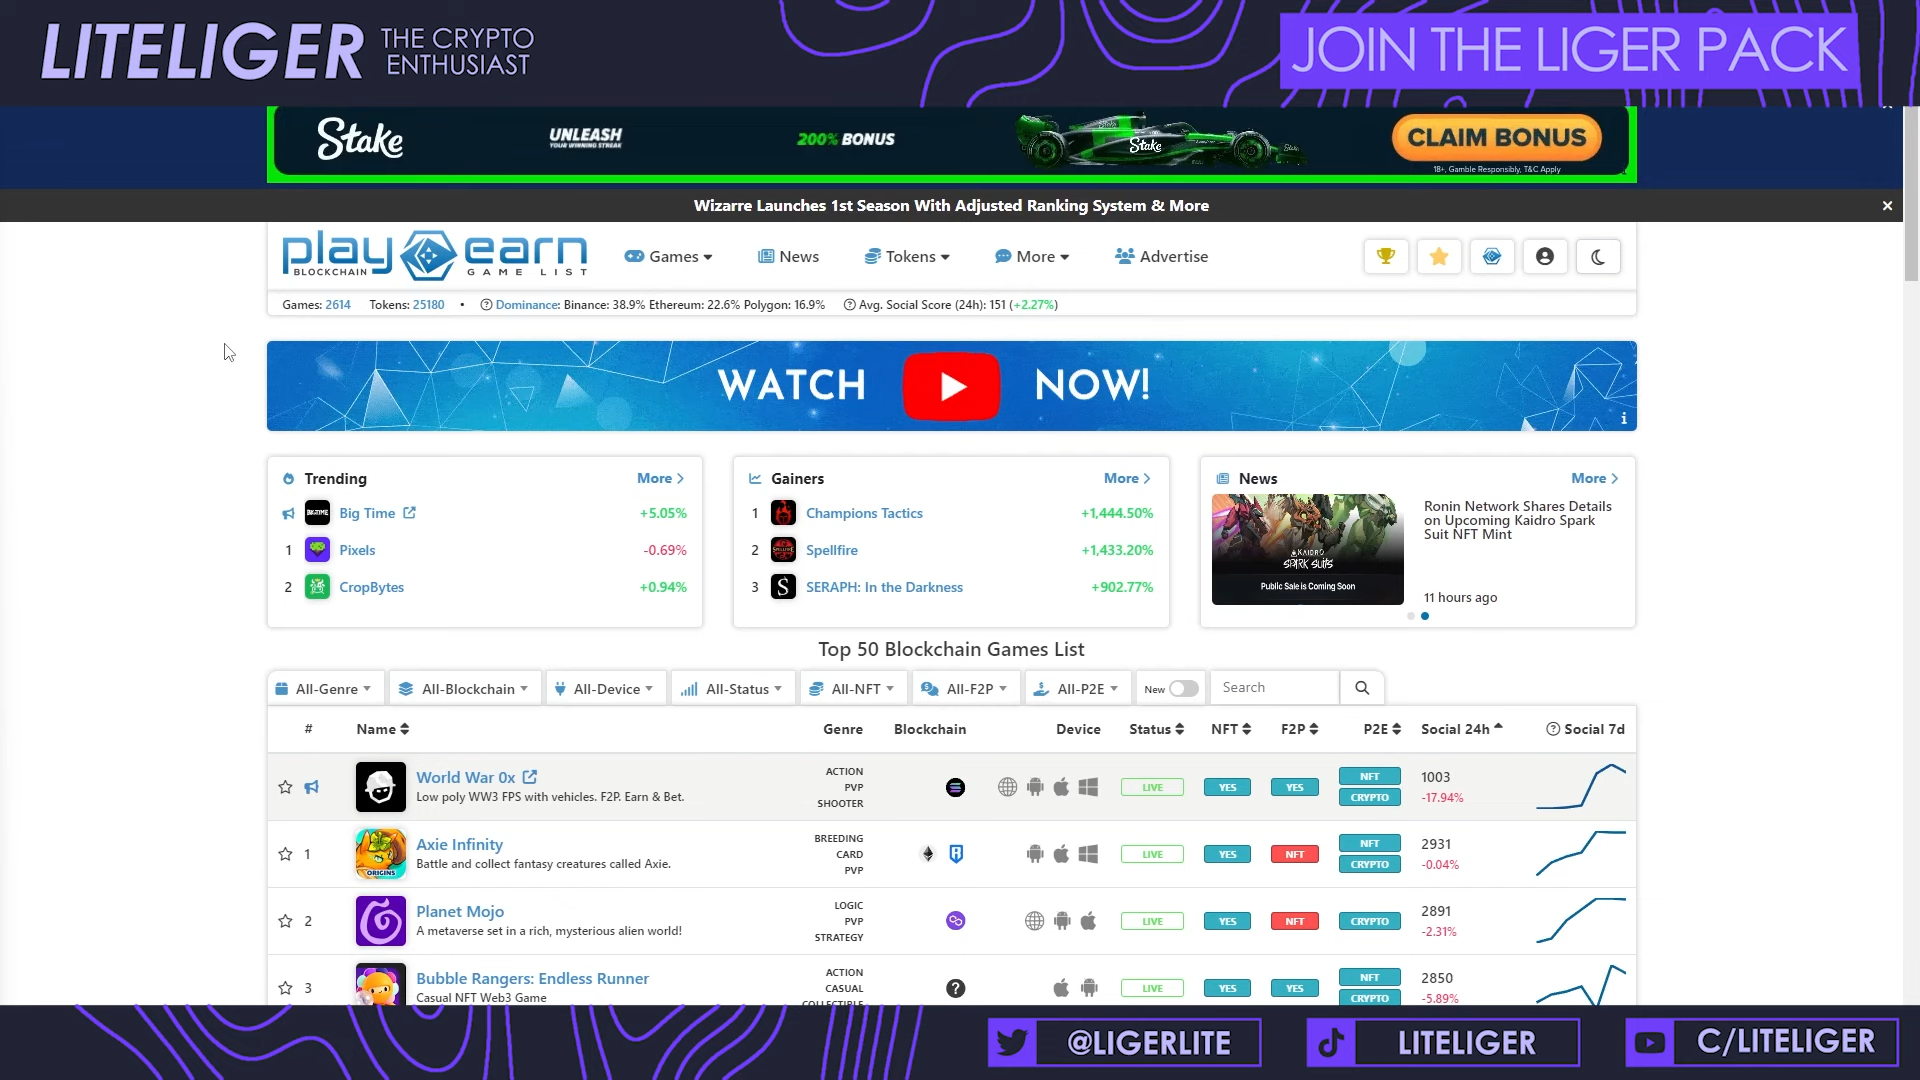 LITELIGER THE CRYPTO ENTHUSIAST
JOIN THE LIGER PACK
Stake
UNLEASH
YOUR WINNING STREAK
200% BONUS
Stake
CLAIM BONUS
18+, Gamble Responsibly, T&C Apply
Wizarre Launches 1st Season With Adjusted Ranking System & More
play earn
BLOCKCHAIN GAME LIST
Games
News
Tokens
More
Advertise
Games: 2614 Tokens: 25180 • Dominance: Binance: 38.9% Ethereum: 22.6% Polygon: 16.9% Avg. Social Score (24h): 151 (+2.27%)
WATCH NOW!
Trending More
BIGTIME Big Time +5.05%
1 Pixels -0.69%
2 CropBytes +0.94%
Gainers More
1 Champions Tactics +1,444.50%
2 Spellfire +1,433.20%
3 SERAPH: In the Darkness +902.77%
News More
KAIDRO
SPARK SUITS
Public Sale is Coming Soon
Ronin Network Shares Details
on Upcoming Kaidro Spark
Suit NFT Mint
11 hours ago
Top 50 Blockchain Games List
All-Genre All-Blockchain All-Device All-Status All-NFT All-F2P All-P2E New Search
# Name Genre Blockchain Device Status NFT F2P P2E Social 24h Social 7d
World War 0x
Low poly WW3 FPS with vehicles. F2P. Earn & Bet.
ACTION
PVP
SHOOTER
LIVE YES YES
NFT
CRYPTO
1003
-17.94%
1
ORIGINS
Axie Infinity
Battle and collect fantasy creatures called Axie.
BREEDING
CARD
PVP
LIVE YES NFT
NFT
CRYPTO
2931
-0.04%
2
Planet Mojo
A metaverse set in a rich, mysterious alien world!
LOGIC
PVP
STRATEGY
LIVE YES NFT CRYPTO
2891
-2.31%
3
Bubble Rangers: Endless Runner
Casual NFT Web3 Game
ACTION
CASUAL
COLLECTIBLE
LIVE YES YES
NFT
CRYPTO
2850
-5.89%
@LIGERLITE
LITELIGER
C/LITELIGER